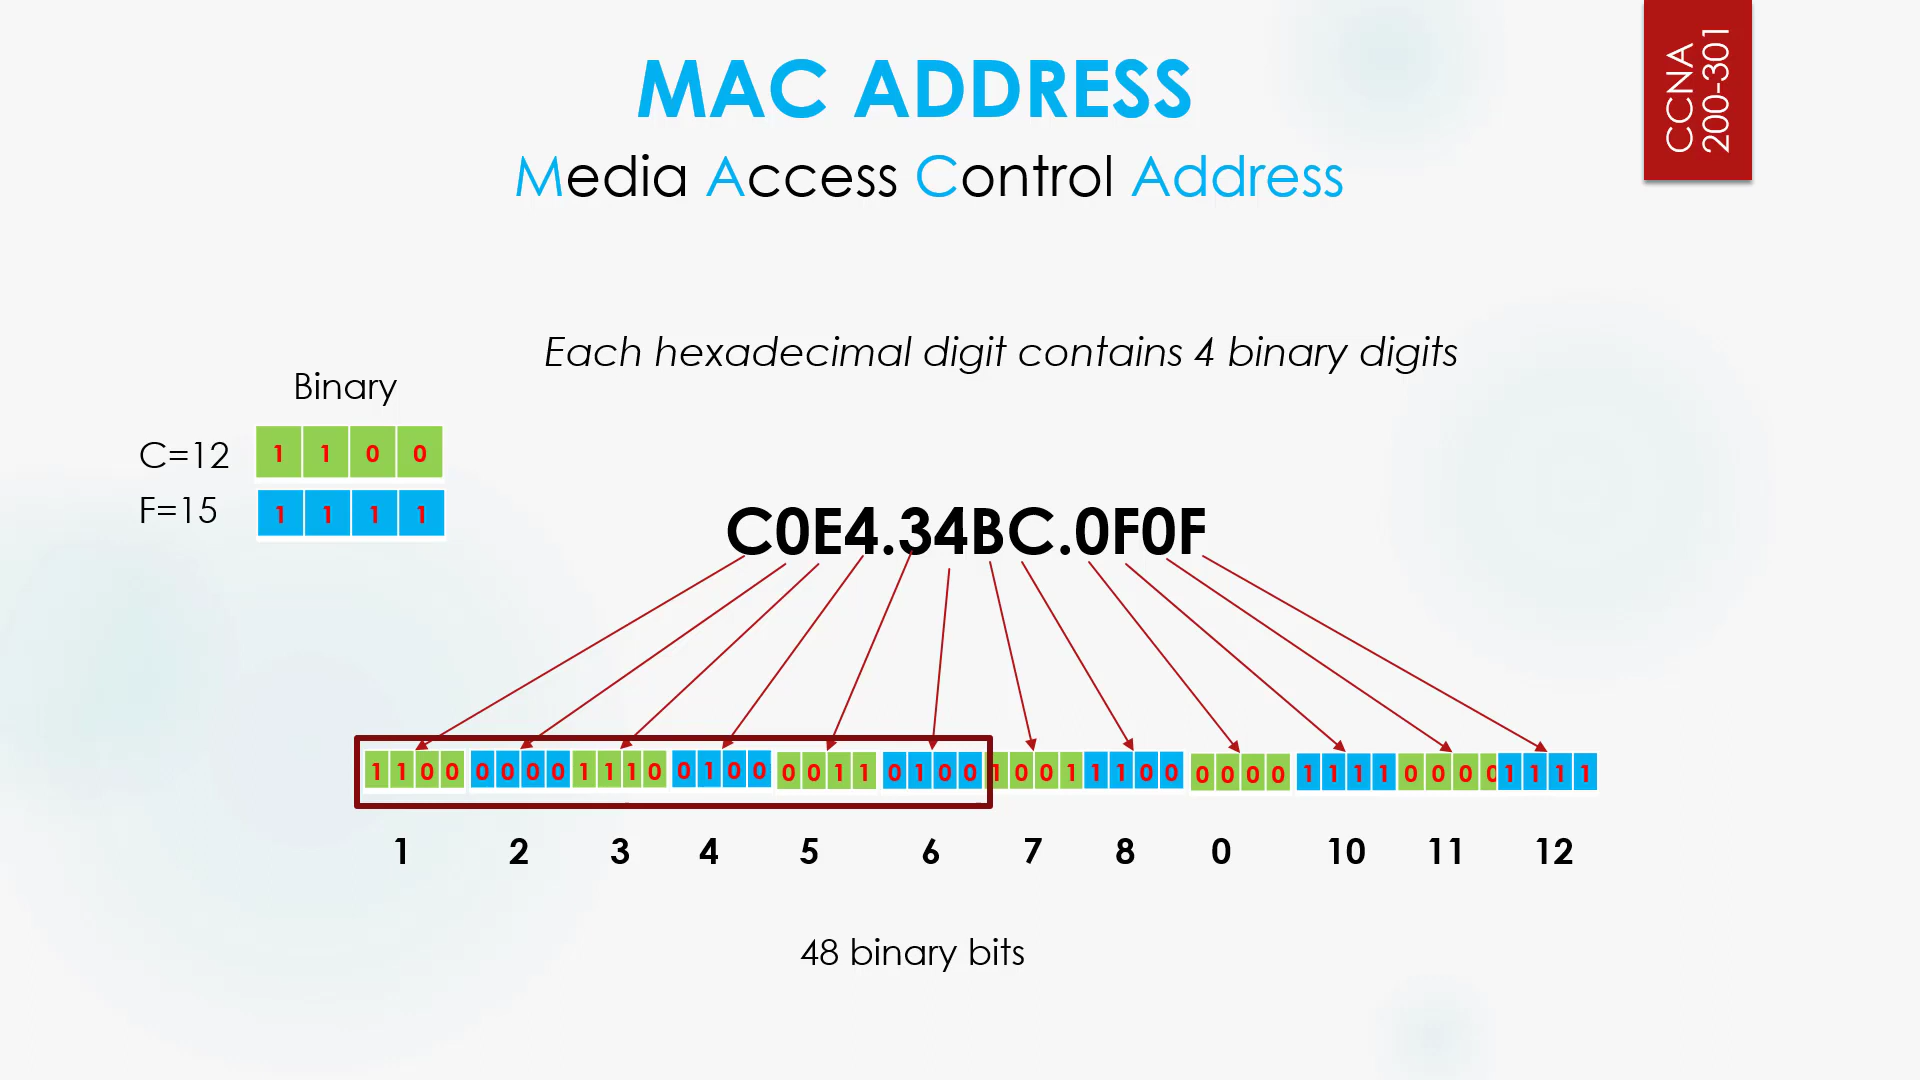 MAC ADDRESS
Media Access Control Address
CCNA
200-301
Each hexadecimal digit contains 4 binary digits
Binary
C=12 1 1 0 0
F=15 1 1 1 1
C0E4.34BC.0F0F
1 1 0 0 0 0 0 0 1 1 1 0 0 1 0 0 0 0 1 1 0 1 0 0 1 0 0 1 1 1 0 0 0 0 0 0 1 1 1 1 0 0 0 0 1 1 1 1
1 2 3 4 5 6 7 8 0 10 11 12
48 binary bits